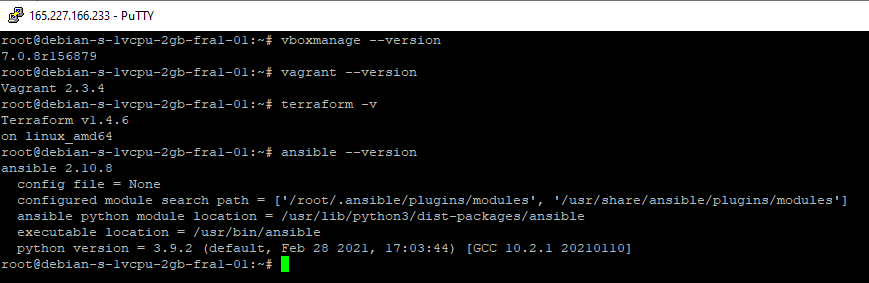 165.227.166.233 - PuTTY
root@debian-s-1vcpu-2gb-fra1-01:~# vboxmanage --version
7.0.8r156879
root@debian-s-1vcpu-2gb-fra1-01:~# vagrant --version
Vagrant 2.3.4
root@debian-s-1vcpu-2gb-fra1-01:~# terraform -v
Terraform v1.4.6
on linux_amd64
root@debian-s-1vcpu-2gb-fra1-01:~# ansible --version
ansible 2.10.8
  config file = None
  configured module search path = ['/root/.ansible/plugins/modules', '/usr/share/ansible/plugins/modules']
  ansible python module location = /usr/lib/python3/dist-packages/ansible
  executable location = /usr/bin/ansible
  python version = 3.9.2 (default, Feb 28 2021, 17:03:44) [GCC 10.2.1 20210110]
root@debian-s-1vcpu-2gb-fra1-01:~#